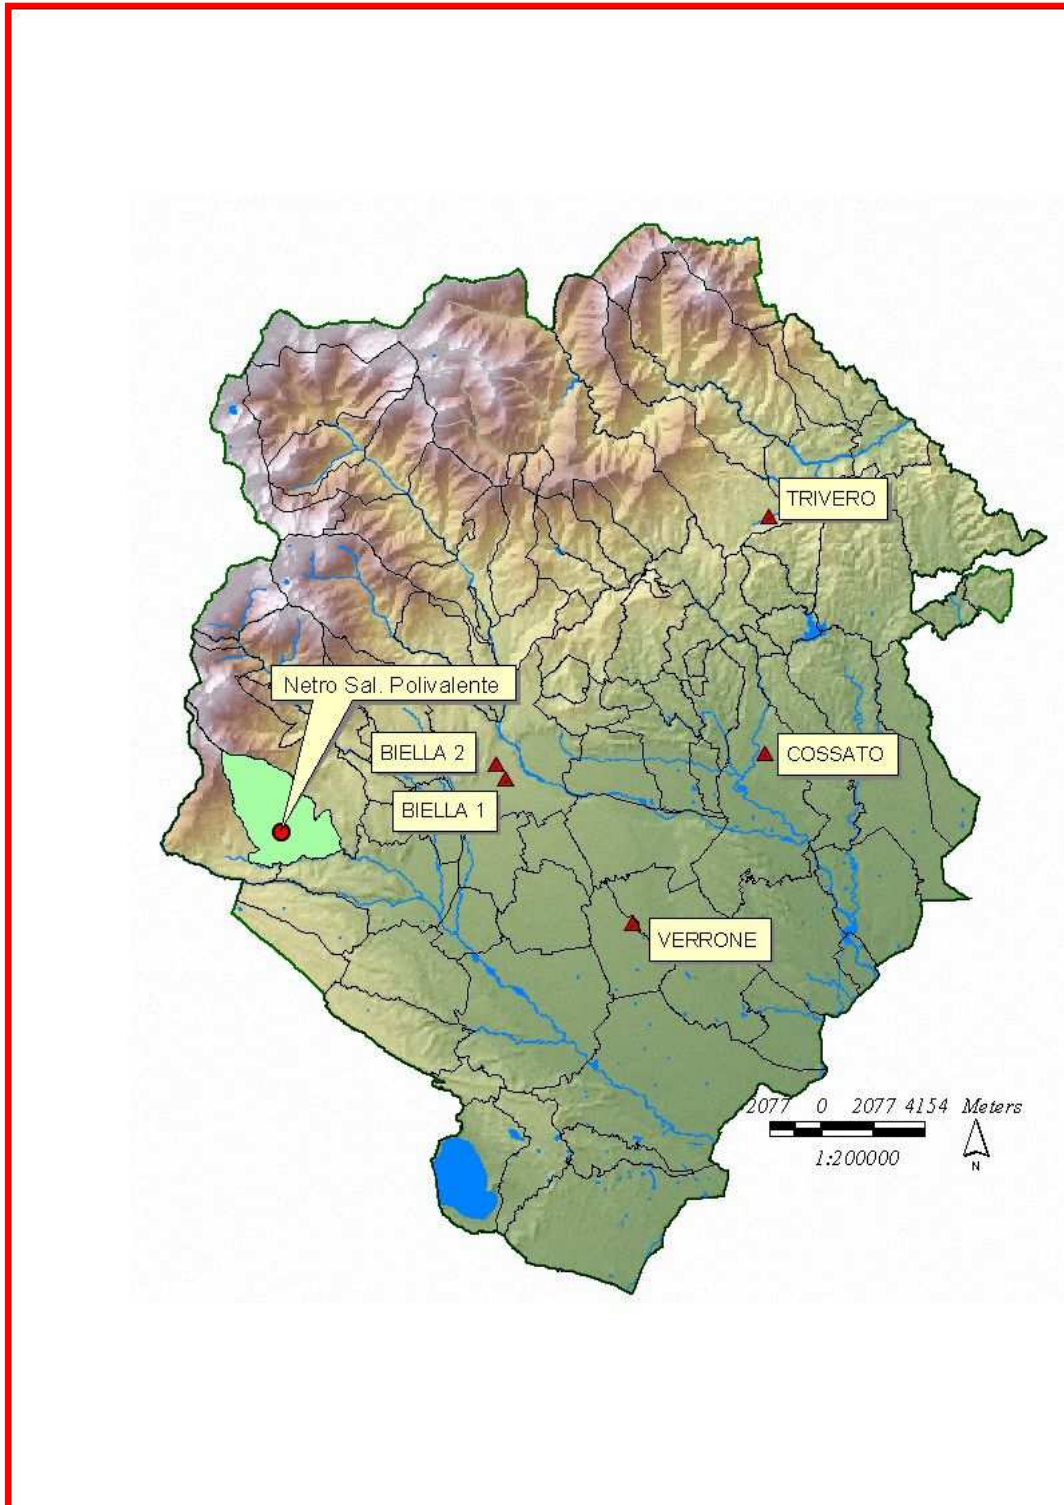 TRIVERO
Netro Sal. Polivalente
BIELLA 2
COSSATO
BIELLA 1
VERRONE
2077 0 2077 4154 Meters
1:200000
N